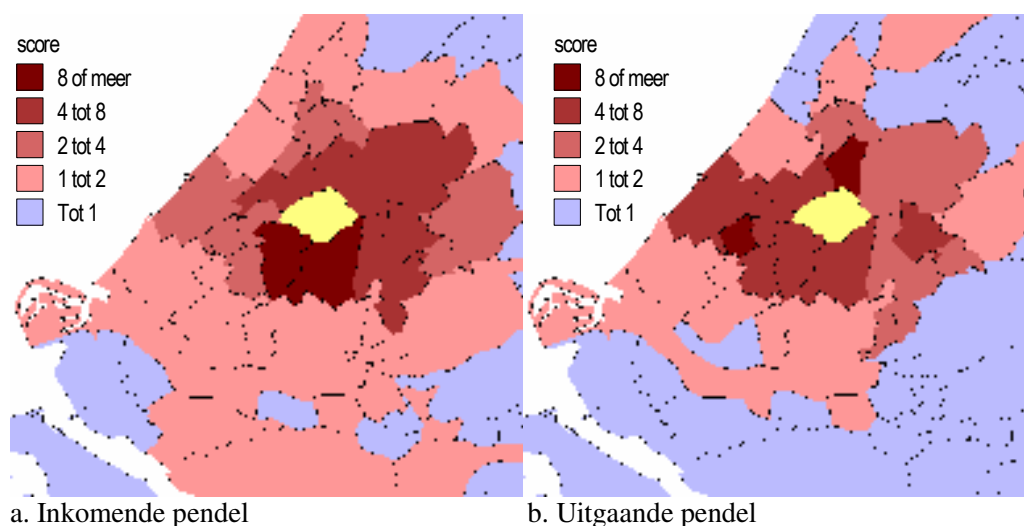 score
8 of meer
4 tot 8
2 tot 4
1 tot 2
Tot 1
score
8 of meer
4 tot 8
2 tot 4
1 tot 2
Tot 1
a. Inkomende pendel
b. Uitgaande pendel